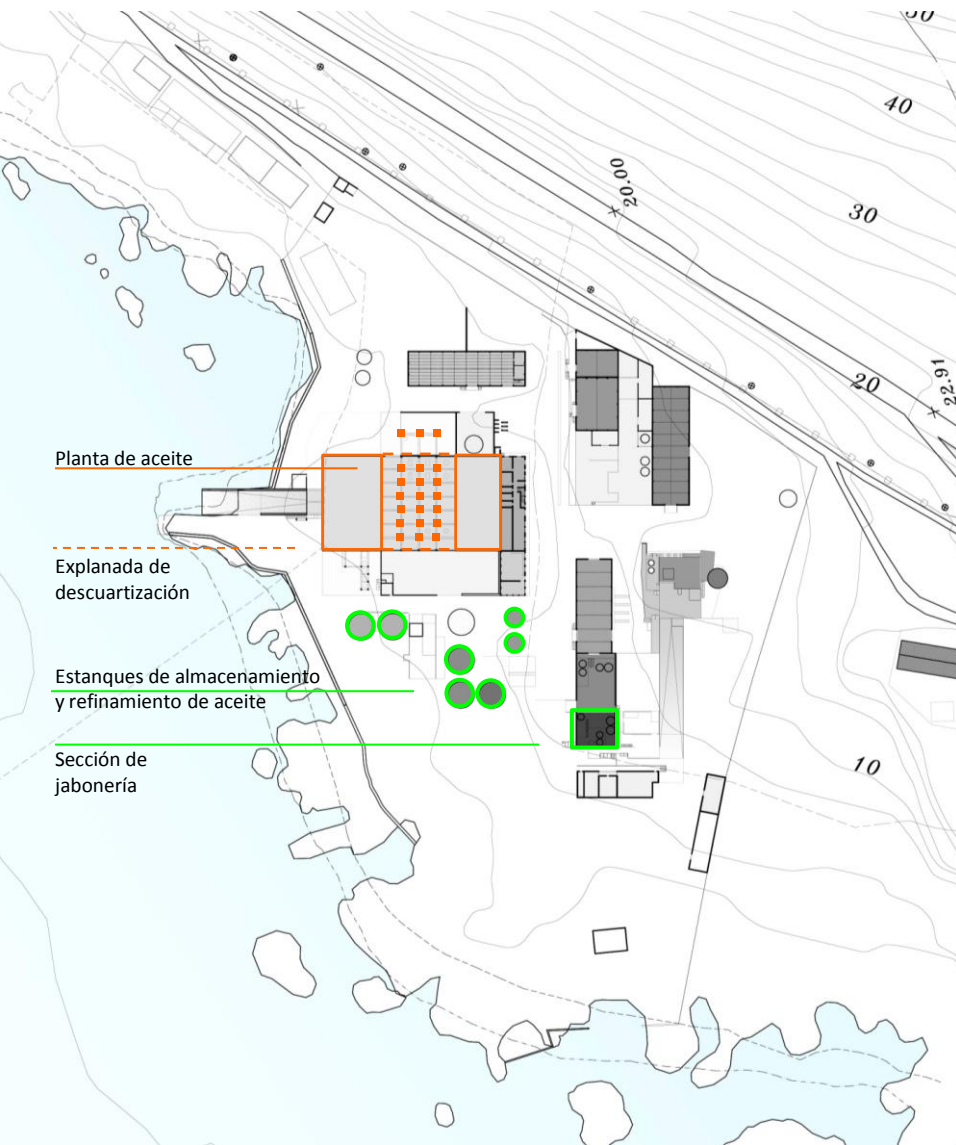 50
40
20.00
30
20
22.91
Planta de aceite
Explanada de
descuartización
Estanques de almacenamiento
y refinamiento de aceite
Sección de
jabonería
10